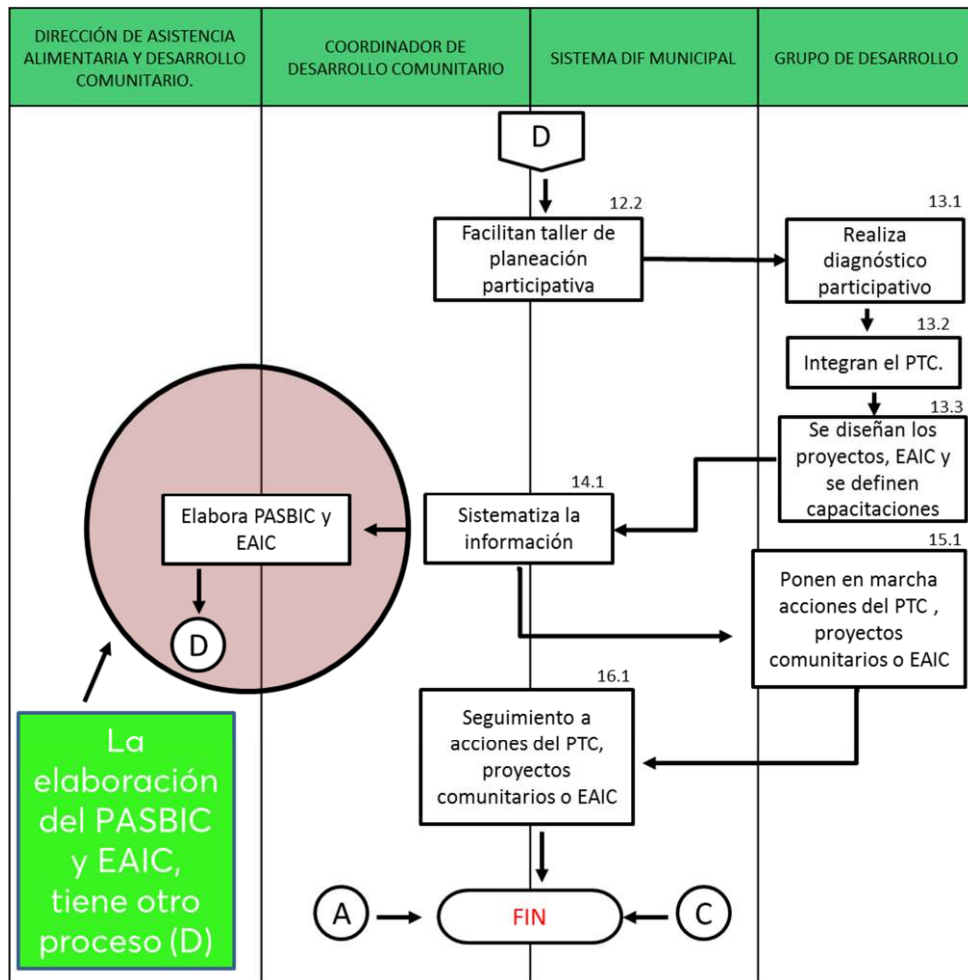 DIRECCIÓN DE ASISTENCIA
ALIMENTARIA Y DESARROLLO
COMUNITARIO.
COORDINADOR DE
DESARROLLO COMUNITARIO
SISTEMA DIF MUNICIPAL
GRUPO DE DESARROLLO
D
12.2
Facilitan taller de
planeación
participativa
13.1
Realiza
diagnóstico
participativo
13.2
Integran el PTC.
13.3
Se diseñan los
proyectos, EAIC y
se definen
capacitaciones
14.1
Sistematiza la
información
Elabora PASBIC y
EAIC
D
15.1
Ponen en marcha
acciones del PTC ,
proyectos
comunitarios o EAIC
16.1
Seguimiento a
acciones del PTC,
proyectos
comunitarios o EAIC
La
elaboración
del PASBIC
y EAIC,
tiene otro
proceso (D)
A
FIN
C